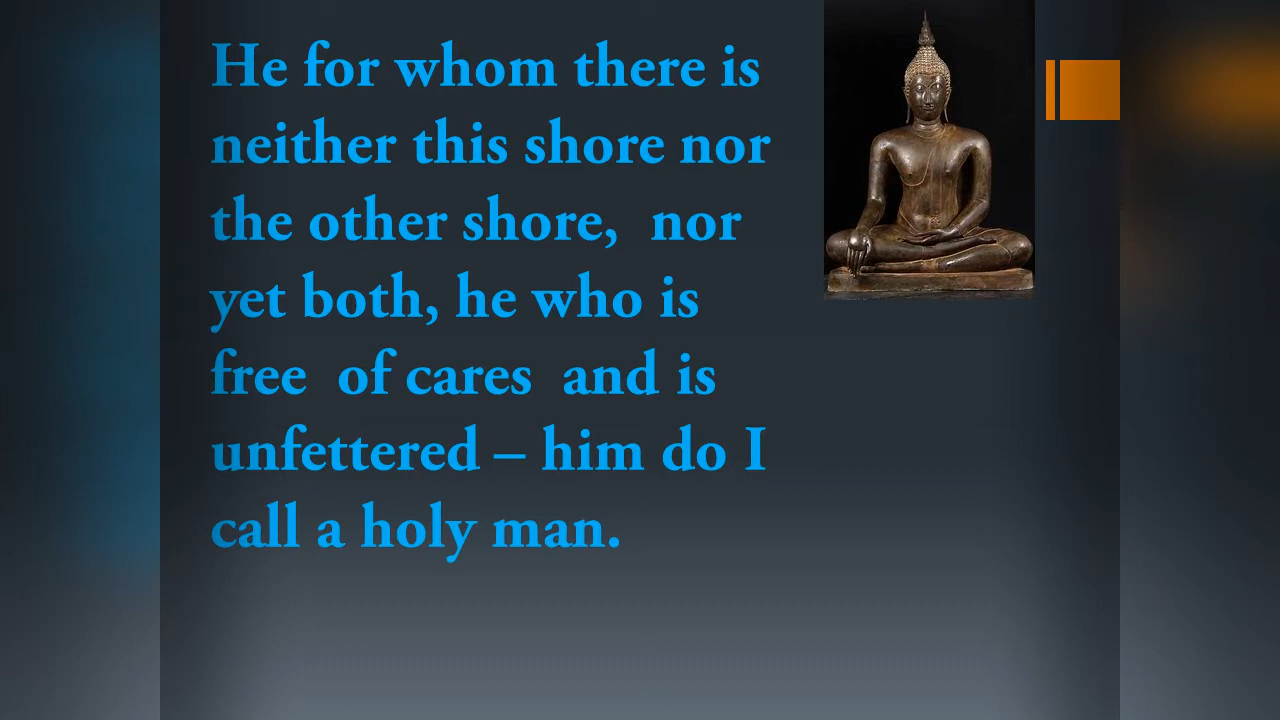 He for whom there is
neither this shore nor
the other shore,  nor
yet both, he who is
free  of cares  and is
unfettered – him do I
call a holy man.